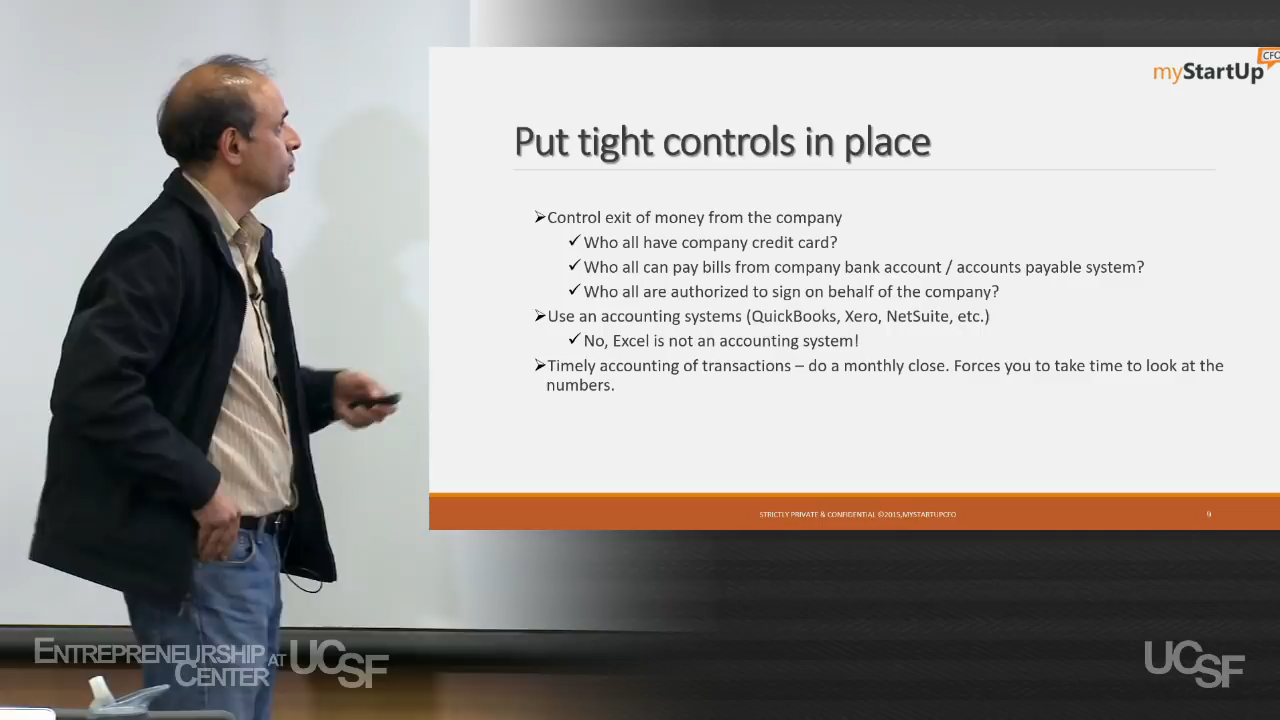 myStartUp
CFO
Put tight controls in place
➢Control exit of money from the company
✓Who all have company credit card?
✓Who all can pay bills from company bank account / accounts payable system?
✓Who all are authorized to sign on behalf of the company?
➢Use an accounting systems (QuickBooks, Xero, NetSuite, etc.)
✓No, Excel is not an accounting system!
➢Timely accounting of transactions – do a monthly close. Forces you to take time to look at the
numbers.
STRICTLY PRIVATE & CONFIDENTIAL ©2015,MYSTARTUPCFO
9
ENTREPRENEURSHIP
CENTER AT UCSF
UCSF